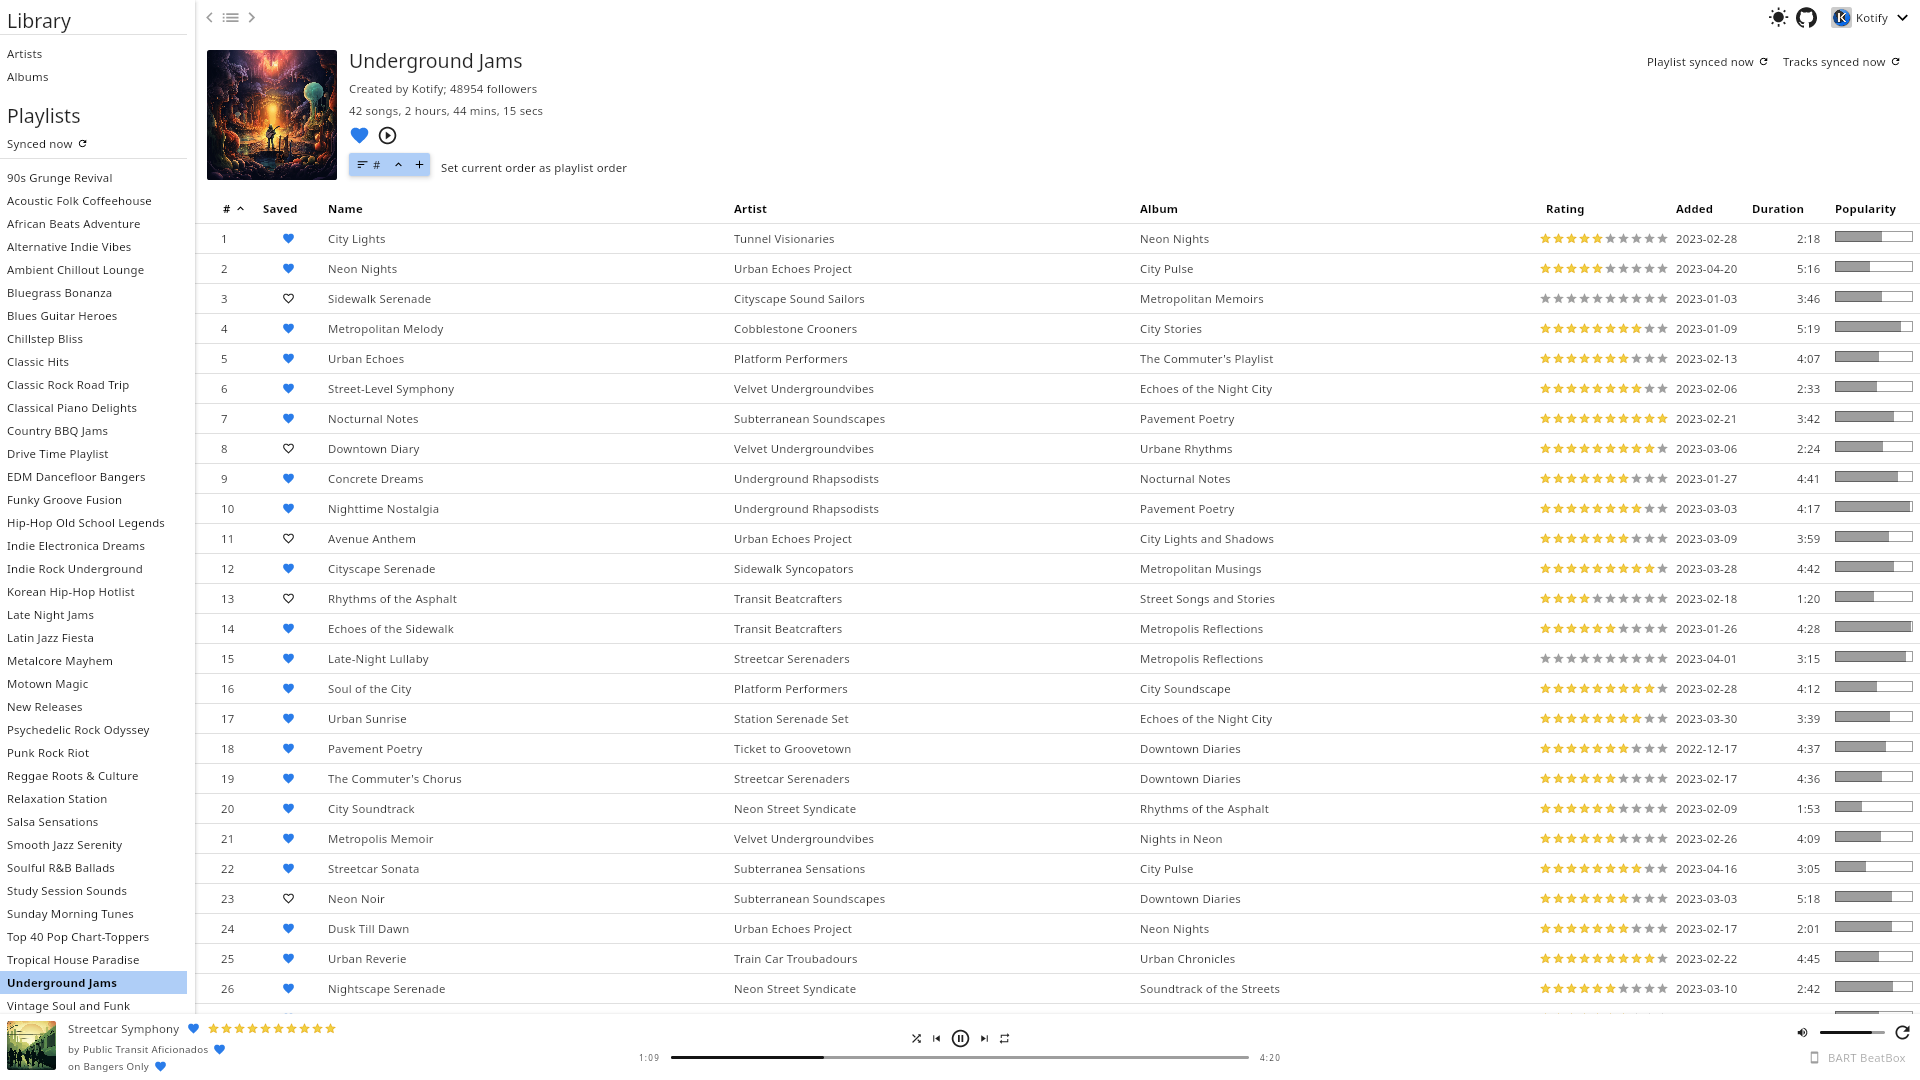 Library
Artists
Albums
Playlists
Synced now
90s Grunge Revival
Acoustic Folk Coffeehouse
African Beats Adventure
Alternative Indie Vibes
Ambient Chillout Lounge
Bluegrass Bonanza
Blues Guitar Heroes
Chillstep Bliss
Classic Hits
Classic Rock Road Trip
Classical Piano Delights
Country BBQ Jams
Drive Time Playlist
EDM Dancefloor Bangers
Funky Groove Fusion
Hip-Hop Old School Legends
Indie Electronica Dreams
Indie Rock Underground
Korean Hip-Hop Hotlist
Late Night Jams
Latin Jazz Fiesta
Metalcore Mayhem
Motown Magic
New Releases
Psychedelic Rock Odyssey
Punk Rock Riot
Reggae Roots & Culture
Relaxation Station
Salsa Sensations
Smooth Jazz Serenity
Soulful R&B Ballads
Study Session Sounds
Sunday Morning Tunes
Top 40 Pop Chart-Toppers
Tropical House Paradise
Underground Jams
Vintage Soul and Funk
K Kotify
Underground Jams
Playlist synced now Tracks synced now
Created by Kotify; 48954 followers
42 songs, 2 hours, 44 mins, 15 secs
# +
Set current order as playlist order
# Saved Name Artist Album Rating Added Duration Popularity
1 City Lights Tunnel Visionaries Neon Nights 2023-02-28 2:18
2 Neon Nights Urban Echoes Project City Pulse 2023-04-20 5:16
3 Sidewalk Serenade Cityscape Sound Sailors Metropolitan Memoirs 2023-01-03 3:46
4 Metropolitan Melody Cobblestone Crooners City Stories 2023-01-09 5:19
5 Urban Echoes Platform Performers The Commuter's Playlist 2023-02-13 4:07
6 Street-Level Symphony Velvet Undergroundvibes Echoes of the Night City 2023-02-06 2:33
7 Nocturnal Notes Subterranean Soundscapes Pavement Poetry 2023-02-21 3:42
8 Downtown Diary Velvet Undergroundvibes Urbane Rhythms 2023-03-06 2:24
9 Concrete Dreams Underground Rhapsodists Nocturnal Notes 2023-01-27 4:41
10 Nighttime Nostalgia Underground Rhapsodists Pavement Poetry 2023-03-03 4:17
11 Avenue Anthem Urban Echoes Project City Lights and Shadows 2023-03-09 3:59
12 Cityscape Serenade Sidewalk Syncopators Metropolitan Musings 2023-03-28 4:42
13 Rhythms of the Asphalt Transit Beatcrafters Street Songs and Stories 2023-02-18 1:20
14 Echoes of the Sidewalk Transit Beatcrafters Metropolis Reflections 2023-01-26 4:28
15 Late-Night Lullaby Streetcar Serenaders Metropolis Reflections 2023-04-01 3:15
16 Soul of the City Platform Performers City Soundscape 2023-02-28 4:12
17 Urban Sunrise Station Serenade Set Echoes of the Night City 2023-03-30 3:39
18 Pavement Poetry Ticket to Groovetown Downtown Diaries 2022-12-17 4:37
19 The Commuter's Chorus Streetcar Serenaders Downtown Diaries 2023-02-17 4:36
20 City Soundtrack Neon Street Syndicate Rhythms of the Asphalt 2023-02-09 1:53
21 Metropolis Memoir Velvet Undergroundvibes Nights in Neon 2023-02-26 4:09
22 Streetcar Sonata Subterranea Sensations City Pulse 2023-04-16 3:05
23 Neon Noir Subterranean Soundscapes Downtown Diaries 2023-03-03 5:18
24 Dusk Till Dawn Urban Echoes Project Neon Nights 2023-02-17 2:01
25 Urban Reverie Train Car Troubadours Urban Chronicles 2023-02-22 4:45
26 Nightscape Serenade Neon Street Syndicate Soundtrack of the Streets 2023-03-10 2:42
Streetcar Symphony
by Public Transit Aficionados
on Bangers Only
1:09 4:20
BART BeatBox